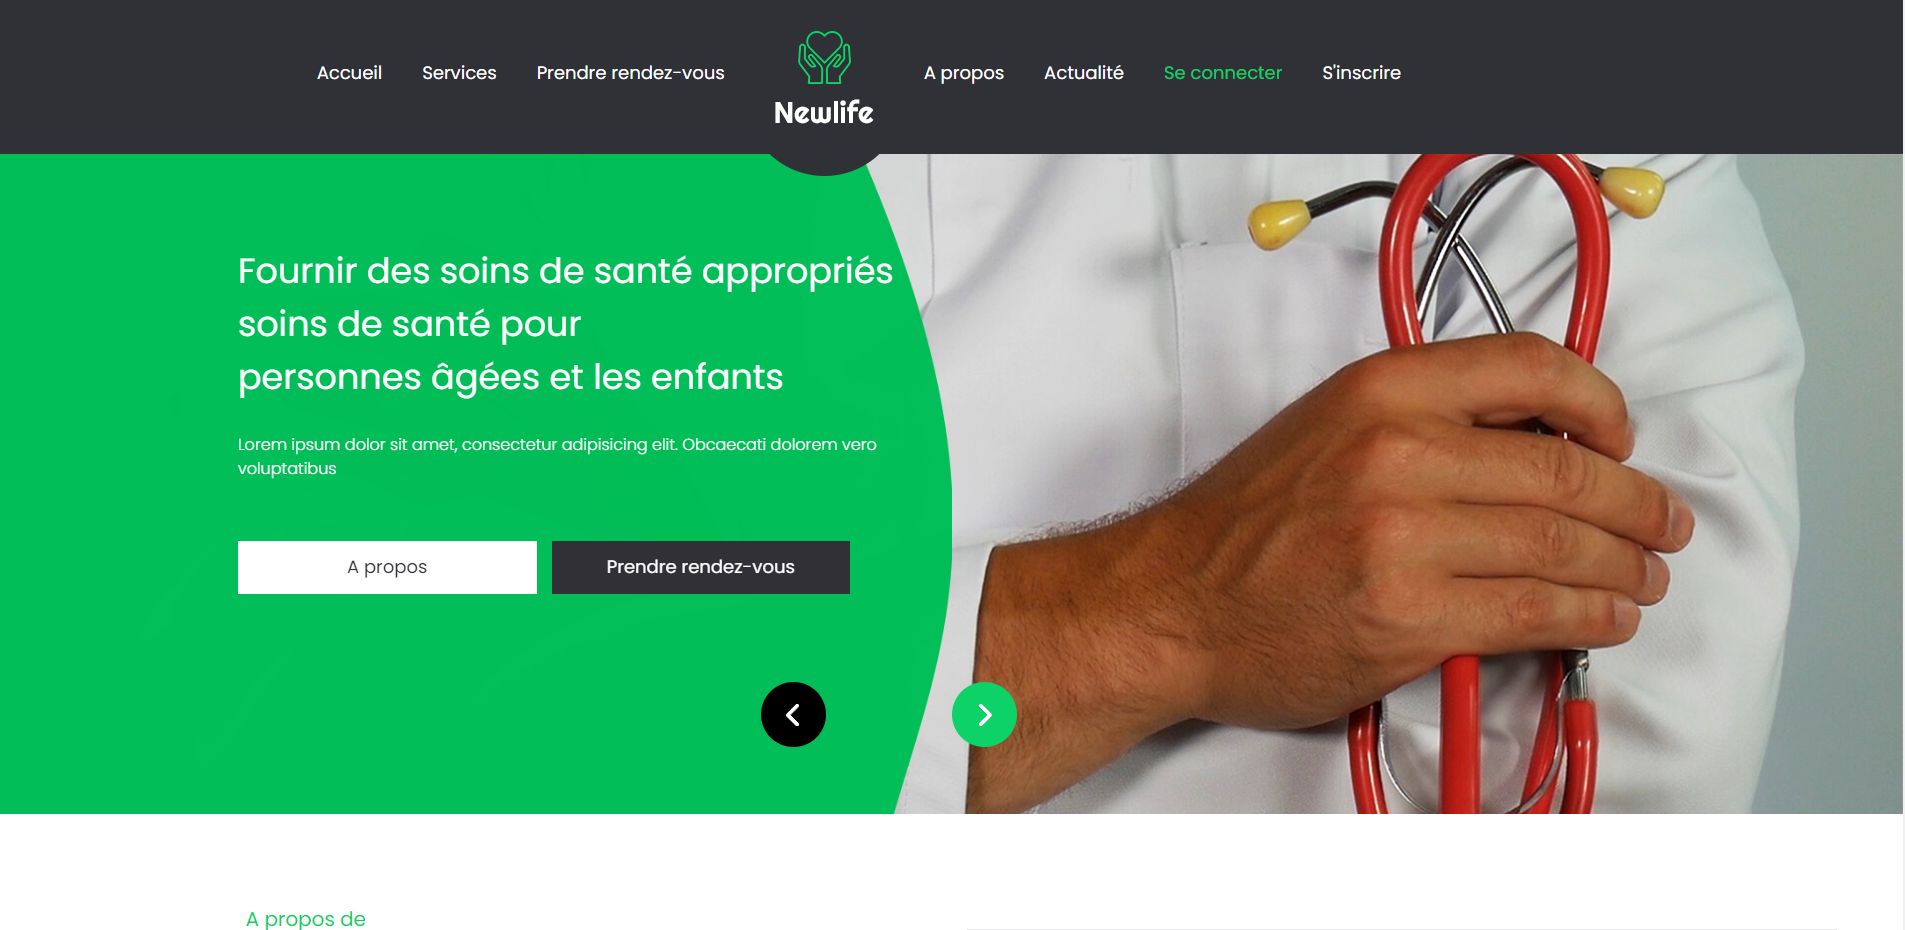 Accueil Services Prendre rendez-vous Newlife A propos Actualité Se connecter S'inscrire
Fournir des soins de santé appropriés
soins de santé pour
personnes âgées et les enfants
Lorem ipsum dolor sit amet, consectetur adipisicing elit. Obcaecati dolorem vero
voluptatibus
A propos Prendre rendez-vous
A propos de